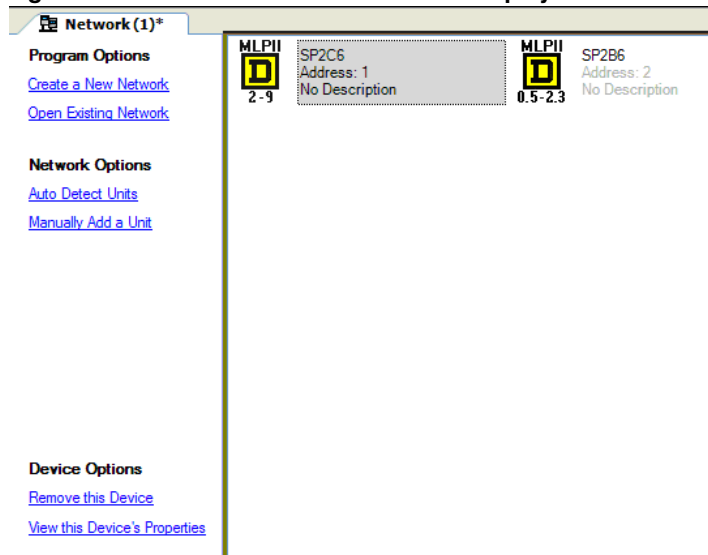 Network (1)*
Program Options
Create a New Network
Open Existing Network
Network Options
Auto Detect Units
Manually Add a Unit
Device Options
Remove this Device
View this Device's Properties
MLPII
D
2-9
SP2C6
Address: 1
No Description
MLPII
D
0.5-2.3
SP2B6
Address: 2
No Description